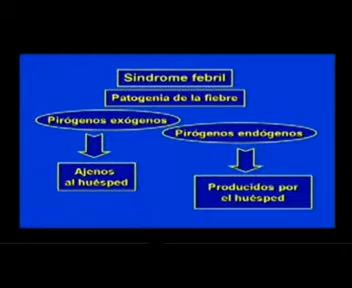 Síndrome febril
Patogenia de la fiebre
Pirógenos exógenos
Pirógenos endógenos
Ajenos
al huésped
Producidos por
el huésped